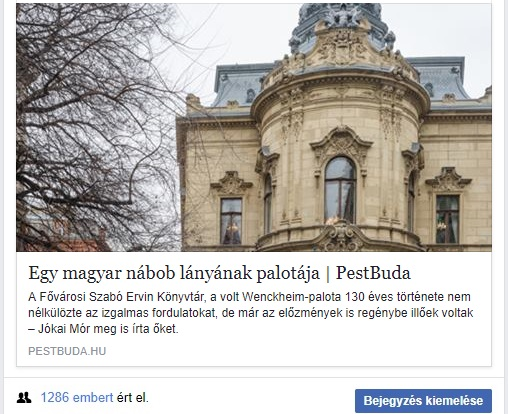 Egy magyar nábob lányának palotája | PestBuda
A Fővárosi Szabó Ervin Könyvtár, a volt Wenckheim-palota 130 éves története nem
nélkülözte az izgalmas fordulatokat, de már az előzmények is regénybe illőek voltak
– Jókai Mór meg is írta őket.
PESTBUDA.HU
1286 embert ért el.
Bejegyzés kiemelése